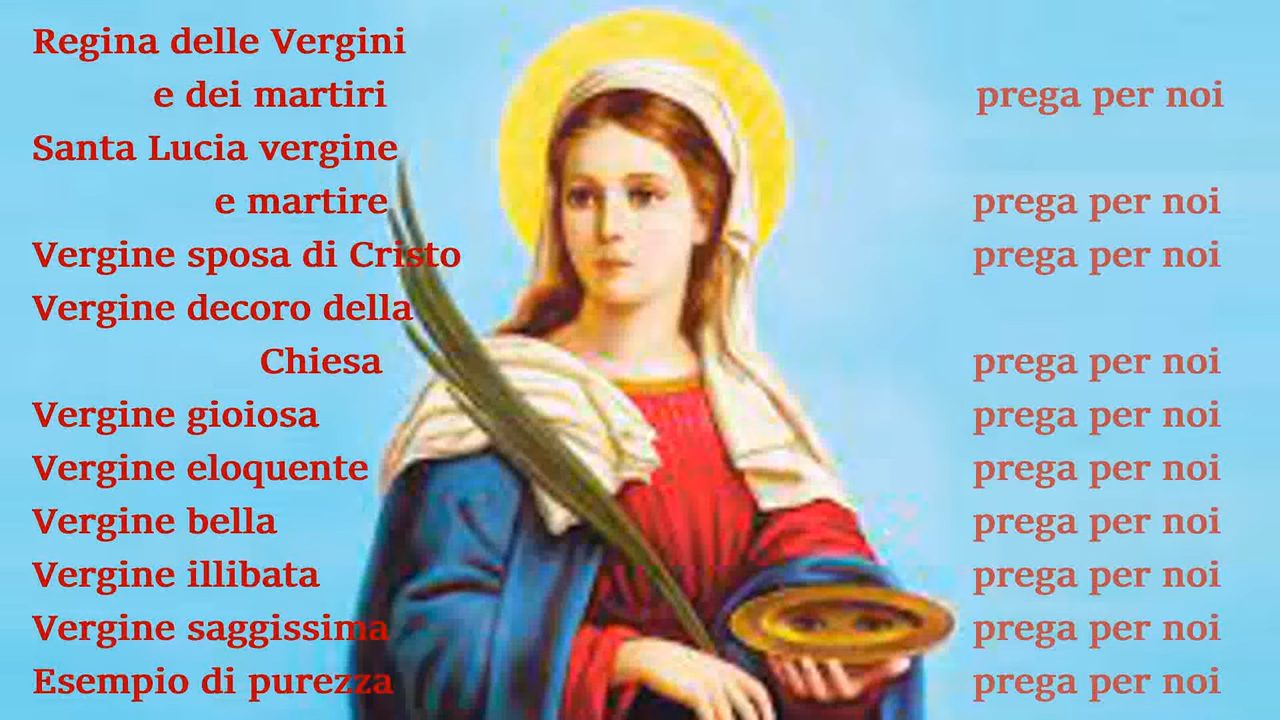 Regina delle Vergini
e dei martiri prega per noi
Santa Lucia vergine
e martire prega per noi
Vergine sposa di Cristo prega per noi
Vergine decoro della
Chiesa prega per noi
Vergine gioiosa prega per noi
Vergine eloquente prega per noi
Vergine bella prega per noi
Vergine illibata prega per noi
Vergine saggissima prega per noi
Esempio di purezza prega per noi